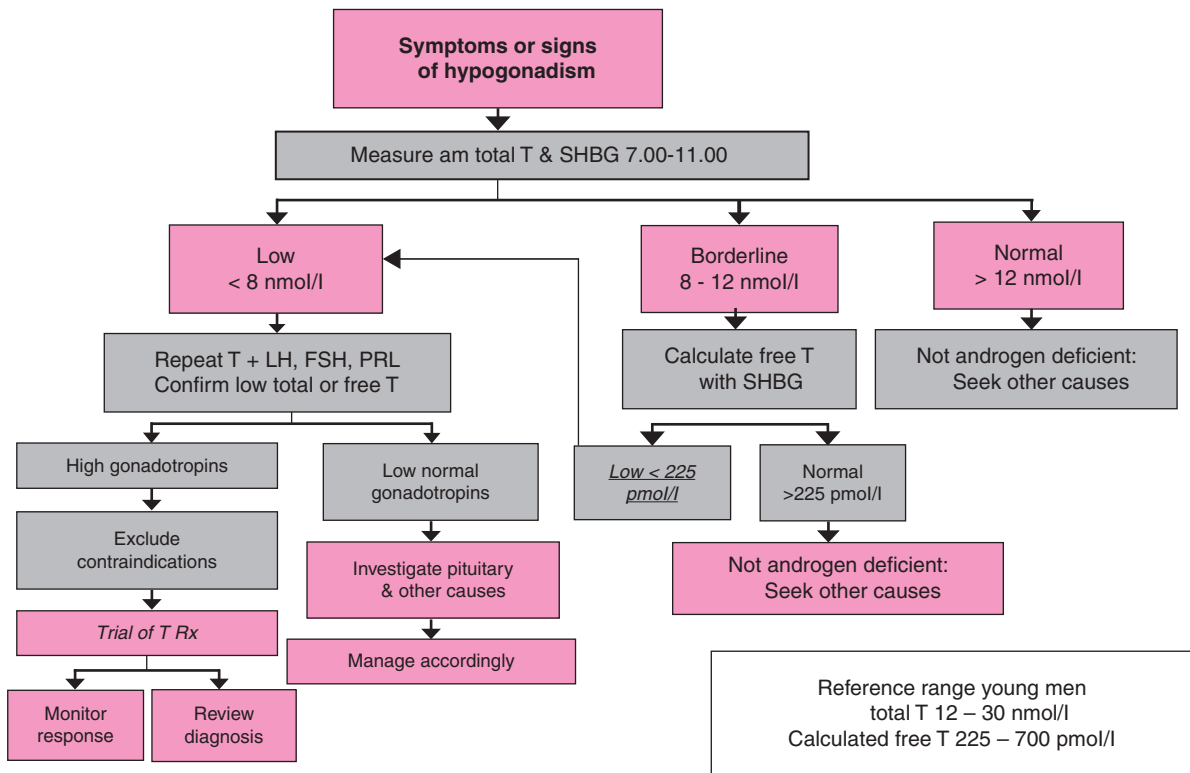 Symptoms or signs
of hypogonadism
Measure am total T & SHBG 7.00-11.00
Low
< 8 nmol/l
Borderline
8 - 12 nmol/l
Normal
> 12 nmol/l
Repeat T + LH, FSH, PRL
Confirm low total or free T
Calculate free T
with SHBG
Not androgen deficient:
Seek other causes
High gonadotropins
Low normal
gonadotropins
Low < 225
pmol/l
Normal
>225 pmol/l
Exclude
contraindications
Investigate pituitary
& other causes
Not androgen deficient:
Seek other causes
Trial of T Rx
Manage accordingly
Monitor
response
Review
diagnosis
Reference range young men
total T 12 – 30 nmol/l
Calculated free T 225 – 700 pmol/l